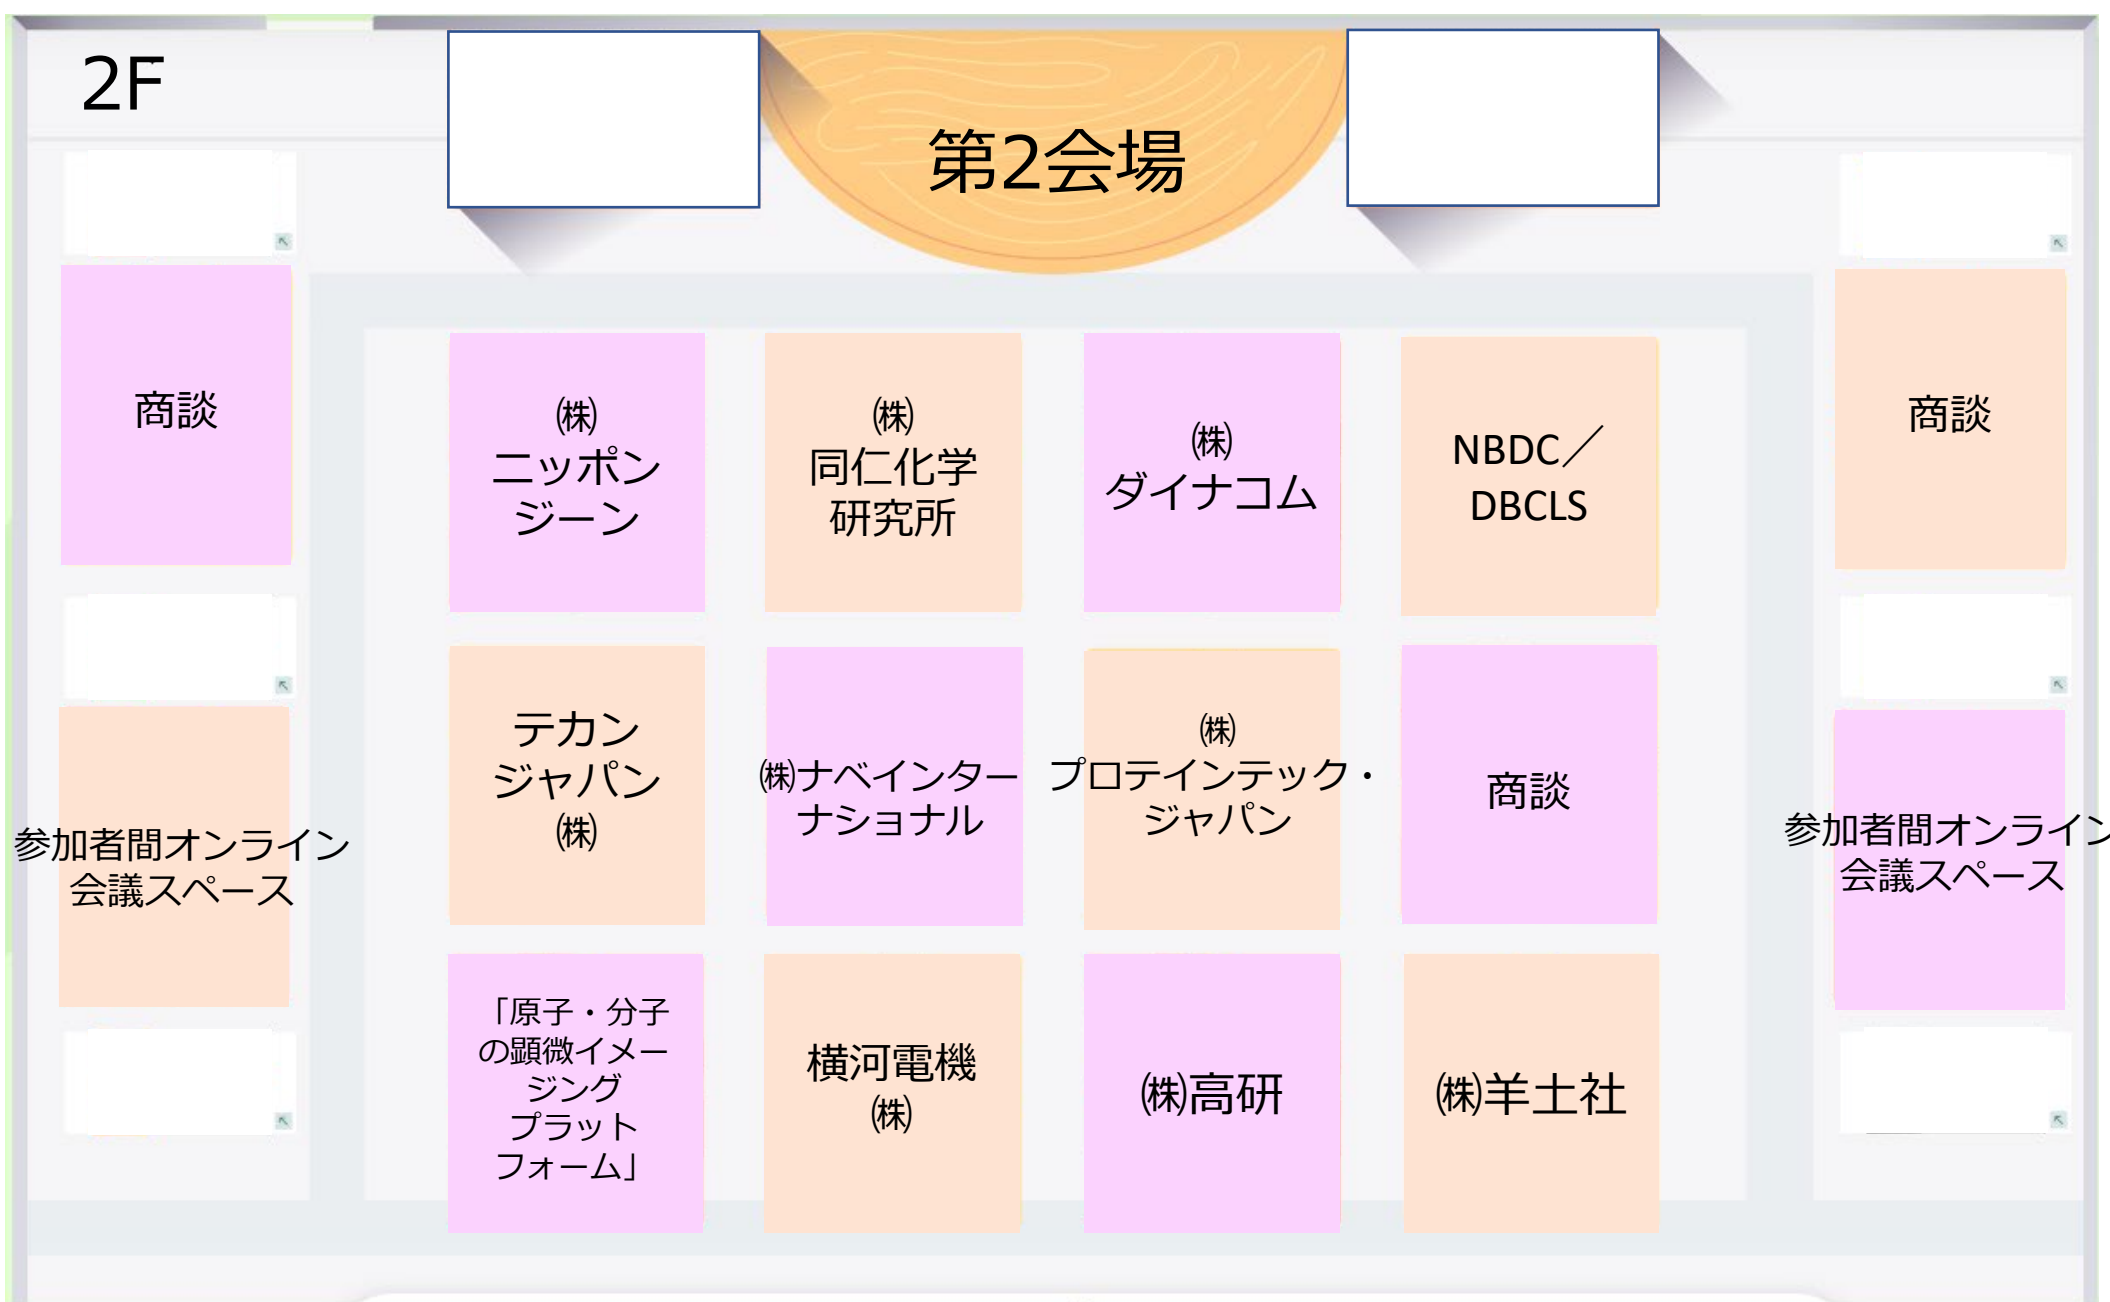 2F
第2会場
商談
㈱
ニッポン
ジーン
㈱
同仁化学
研究所
㈱
ダイナコム
NBDC／
DBCLS
商談
参加者間オンライン
会議スペース
テカン
ジャパン
㈱
㈱ナベインター
ナショナル
㈱
プロテインテック・
ジャパン
商談
参加者間オンライン
会議スペース
「原子・分子
の顕微イメー
ジング
プラット
フォーム」
横河電機
㈱
㈱高研
㈱羊土社